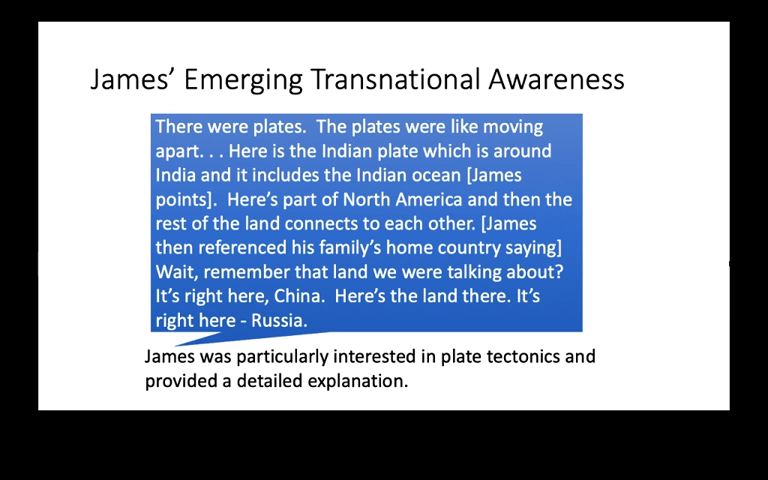 James’ Emerging Transnational Awareness
There were plates.  The plates were like moving
apart. . . Here is the Indian plate which is around
India and it includes the Indian ocean [James
points].  Here’s part of North America and then the
rest of the land connects to each other. [James
then referenced his family’s home country saying]
Wait, remember that land we were talking about?
It’s right here, China.  Here’s the land there. It’s
right here - Russia.
James was particularly interested in plate tectonics and
provided a detailed explanation.